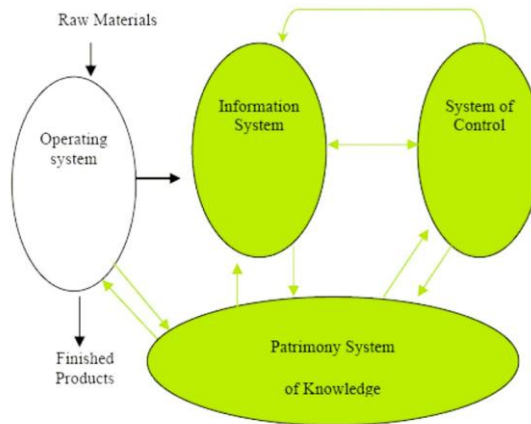 Raw Materials
Operating
system
Information
System
System of
Control
Finished
Products
Patrimony System
of Knowledge